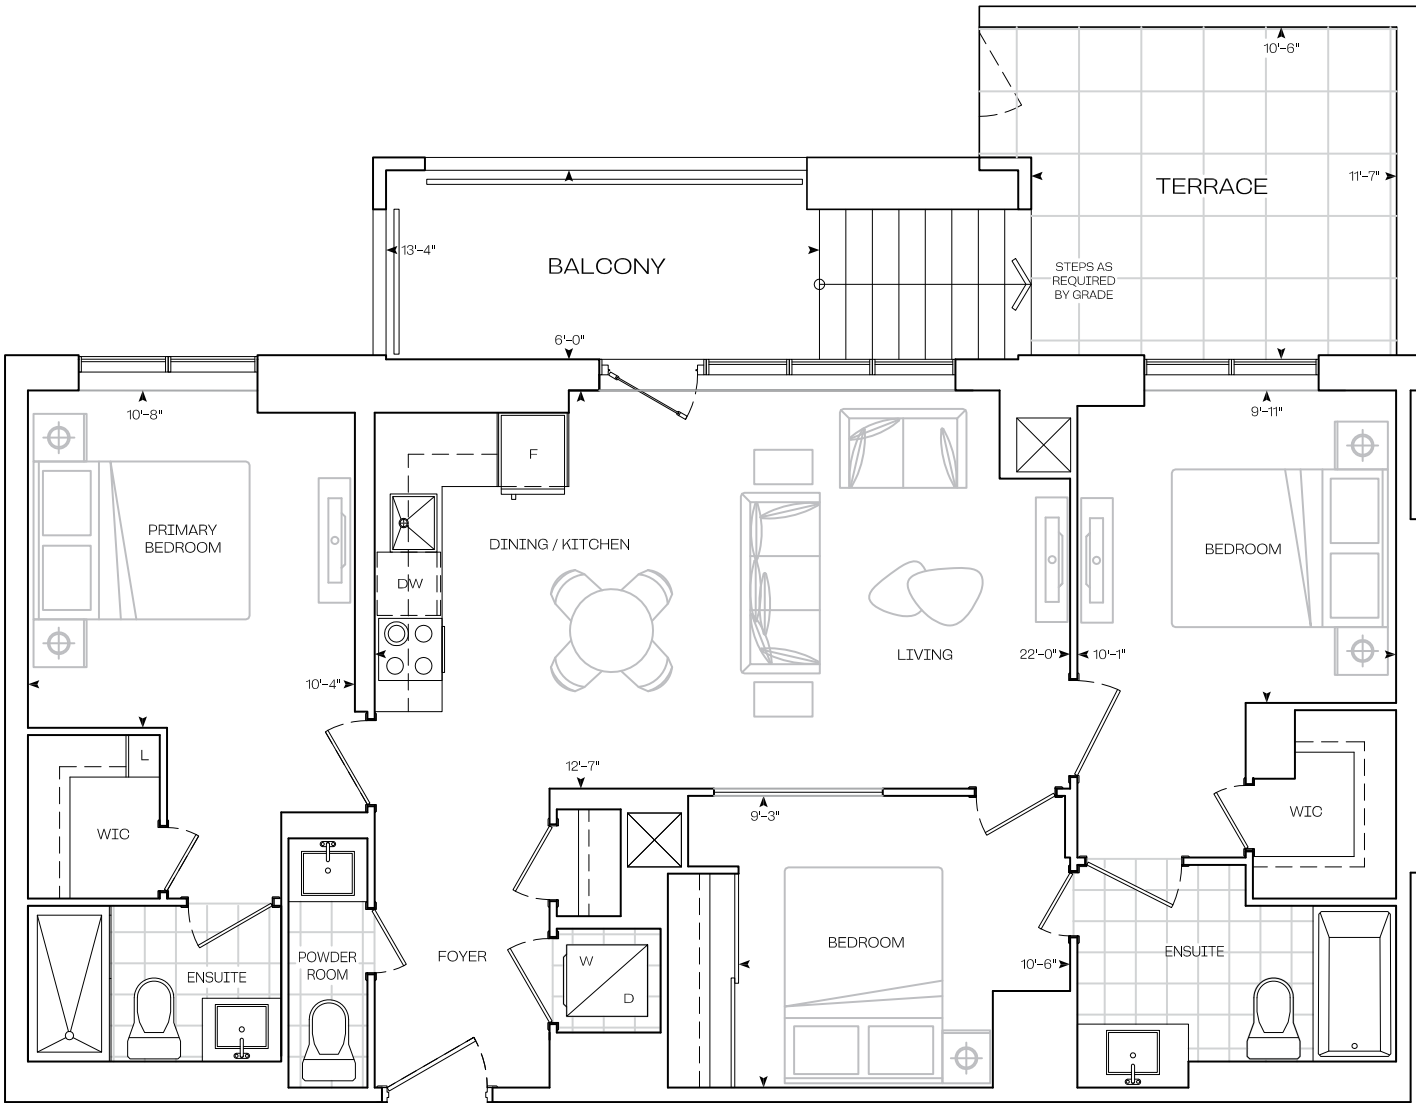 10'-6"
TERRACE
11'-7"
13'-4"
BALCONY
STEPS AS
REQUIRED
BY GRADE
6'-0"
10'-8"
9'-11"
F
PRIMARY
BEDROOM
DINING / KITCHEN
BEDROOM
DW
LIVING
22'-0"
10'-1"
10'-4"
L
12'-7"
9'-3"
WIC
WIC
BEDROOM
ENSUITE
FOYER
POWDER
ROOM
W
D
10'-6"
ENSUITE